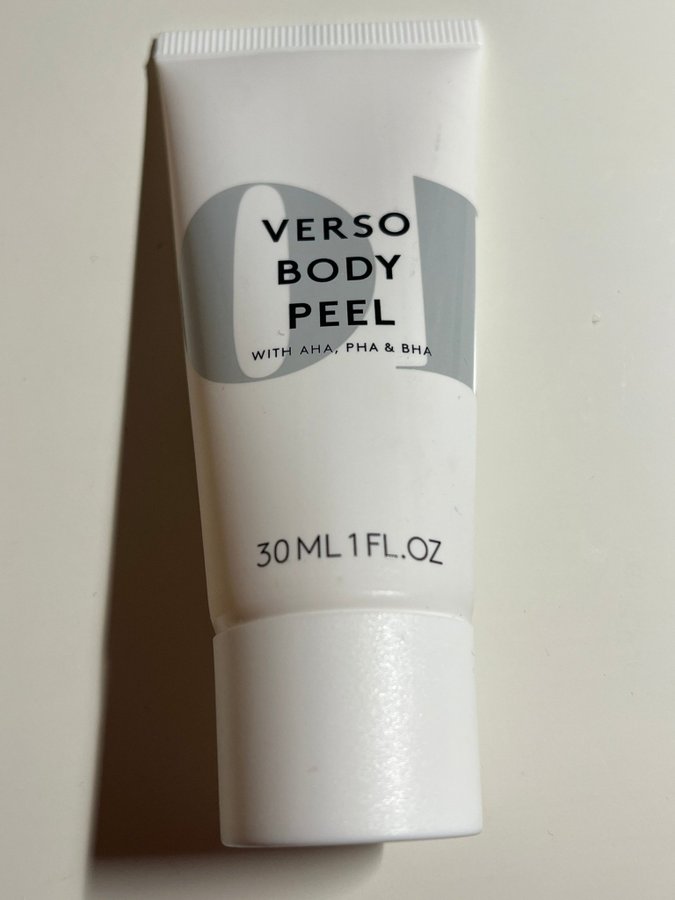 VERSO
BODY
PEEL
WITH AHA, PHA & BHA
30 ML 1 FL.OZ